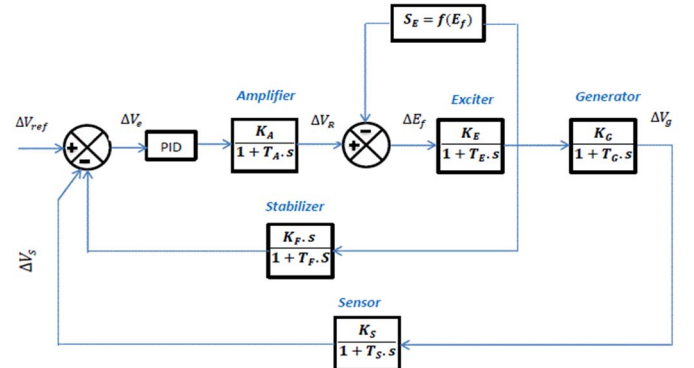 S_E = f(E_f)
Amplifier
Exciter
Generator
ΔV_ref
ΔV_e
ΔV_R
ΔE_f
ΔV_g
+
-
PID
K_A
1 + T_A . s
-
+
K_E
1 + T_E . s
K_G
1 + T_G . s
Stabilizer
K_F . s
1 + T_F . S
ΔV_s
Sensor
K_S
1 + T_S . s